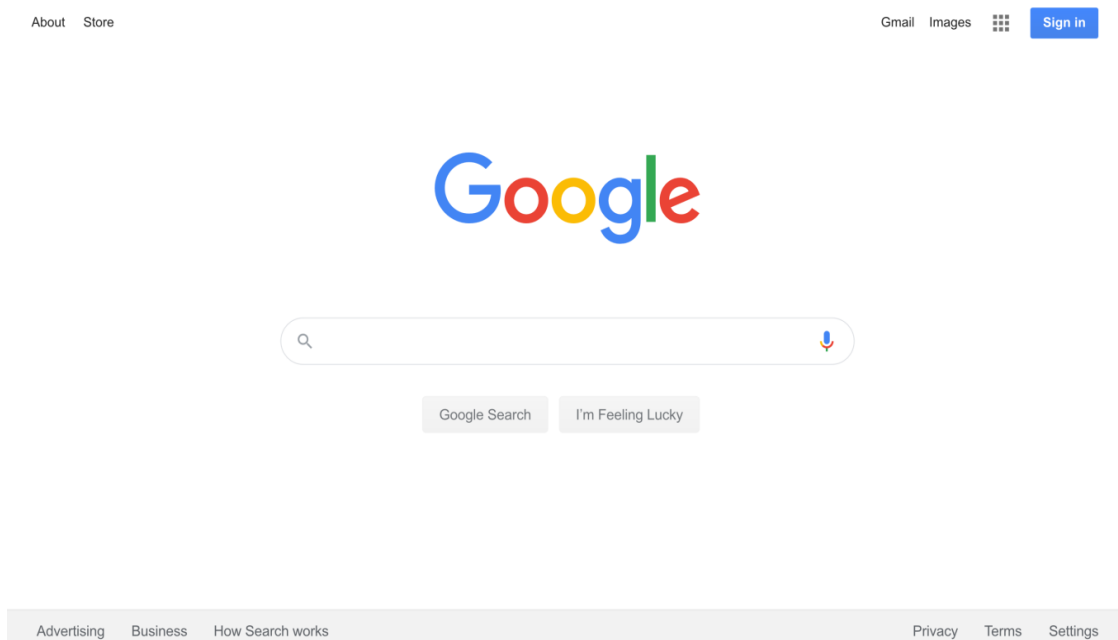 About Store Gmail Images Sign in
Google
Google Search I'm Feeling Lucky
Advertising Business How Search works Privacy Terms Settings